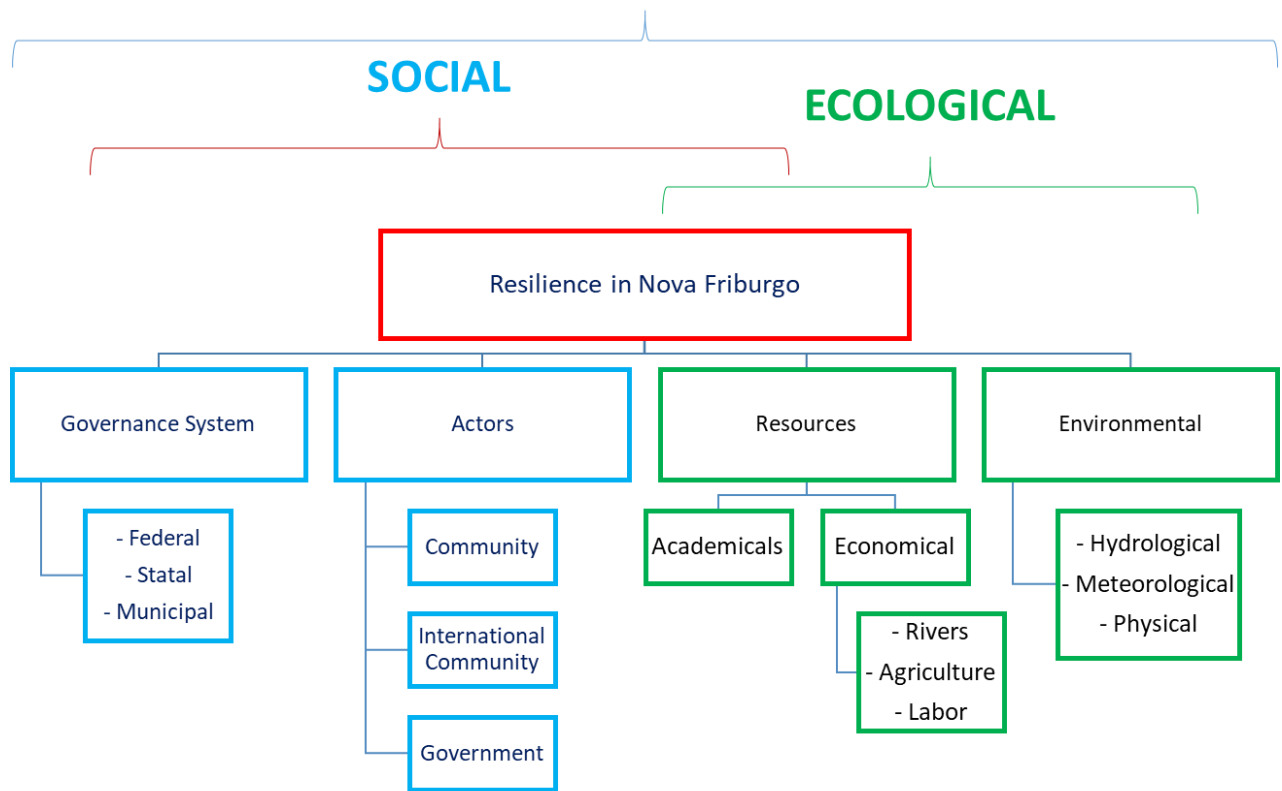 SOCIAL
ECOLOGICAL
Resilience in Nova Friburgo
Governance System
Actors
Resources
Environmental
- Federal
- Statal
- Municipal
Community
International
Community
Government
Academicals
Economical
- Rivers
- Agriculture
- Labor
- Hydrological
- Meteorological
- Physical